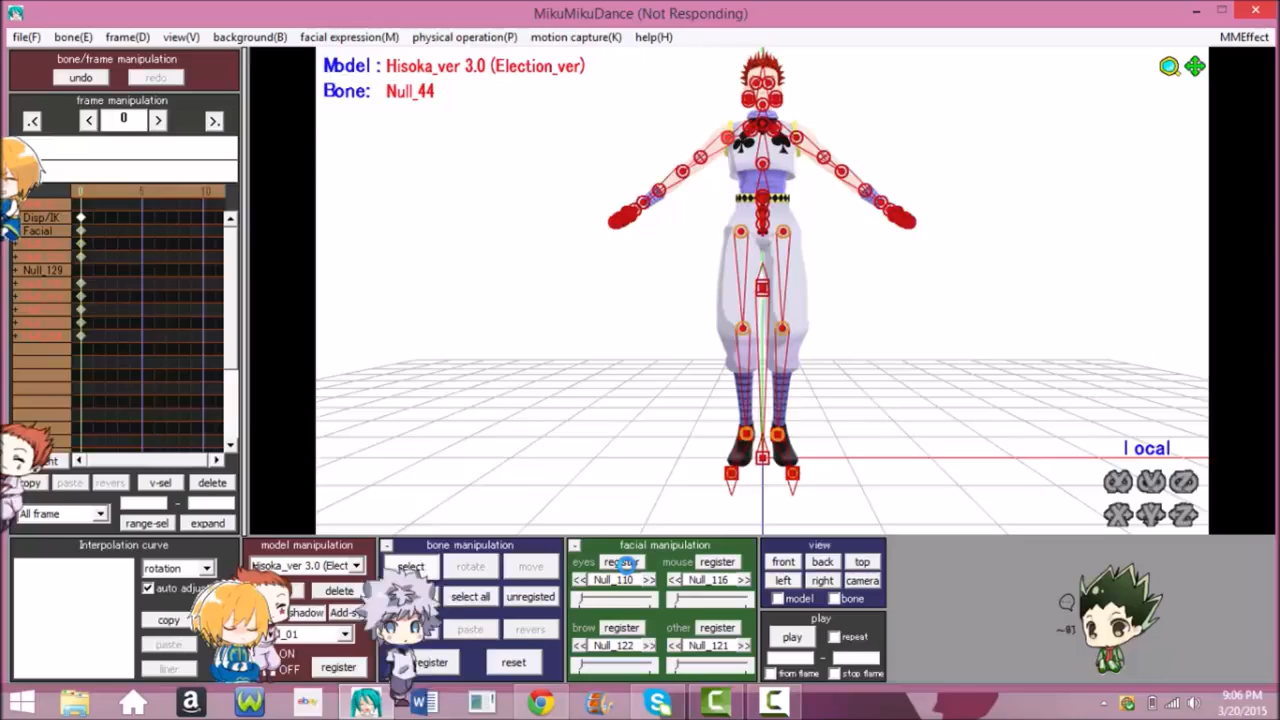 MikuMikuDance (Not Responding)
file(F) bone(E) frame(D) view(V) background(B) facial expression(M) physical operation(P) motion capture(K) help(H) MMEffect
bone/frame manipulation
undo redo
frame manipulation
.< < 0 > >.
0 5 10
Disp/IK
Facial
Null_129
copy paste revers v-sel delete
All frame -
range-sel expand
Model : Hisoka_ver 3.0 (Election_ver)
Bone: Null_44
local
X Y Z
Interpolation curve
rotation
auto adjust
copy
paste
liner
model manipulation
Hisoka_ver 3.0 (Elect
delete
shadow Add-s
_01
ON
OFF register
- bone manipulation
select rotate move
select all unregisted
paste revers
register reset
- facial manipulation
eyes register mouse register
<< Null_110 >> << Null_116 >>
brow register other register
<< Null_122 >> << Null_121 >>
view
front back top
left right camera
model bone
play
play repeat
-
from flame stop flame
9:06 PM
3/20/2015